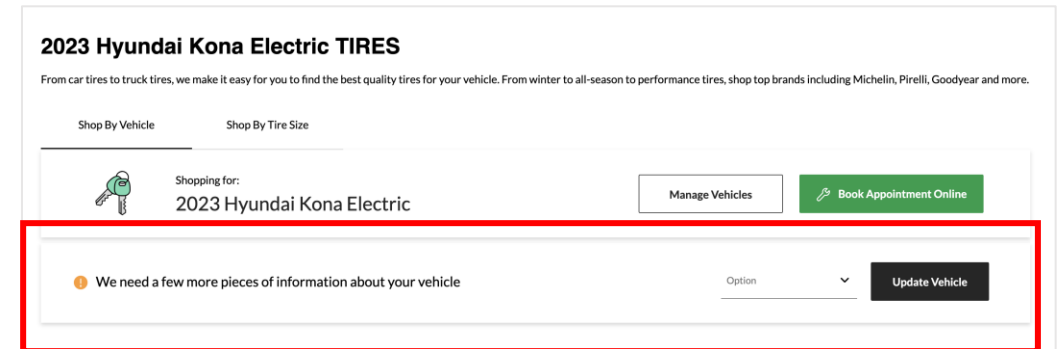 2023 Hyundai Kona Electric TIRES
From car tires to truck tires, we make it easy for you to find the best quality tires for your vehicle. From winter to all-season to performance tires, shop top brands including Michelin, Pirelli, Goodyear and more.
Shop By Vehicle
Shop By Tire Size
Shopping for:
2023 Hyundai Kona Electric
Manage Vehicles
Book Appointment Online
We need a few more pieces of information about your vehicle
Option
Update Vehicle